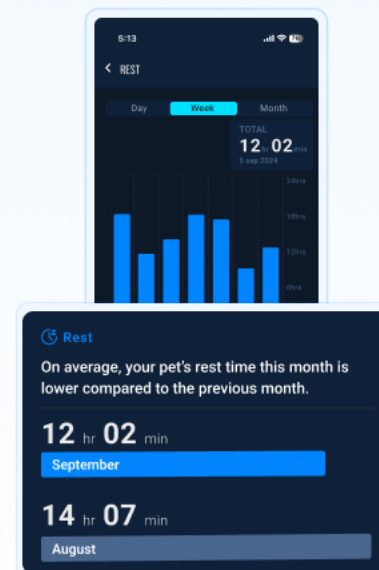 5:13
76
REST
Day Week Month
TOTAL
12 hr 02 min
5 sep 2024
24hrs
18hrs
12hrs
6hrs
Rest
On average, your pet's rest time this month is
lower compared to the previous month.
12 hr 02 min
September
14 hr 07 min
August